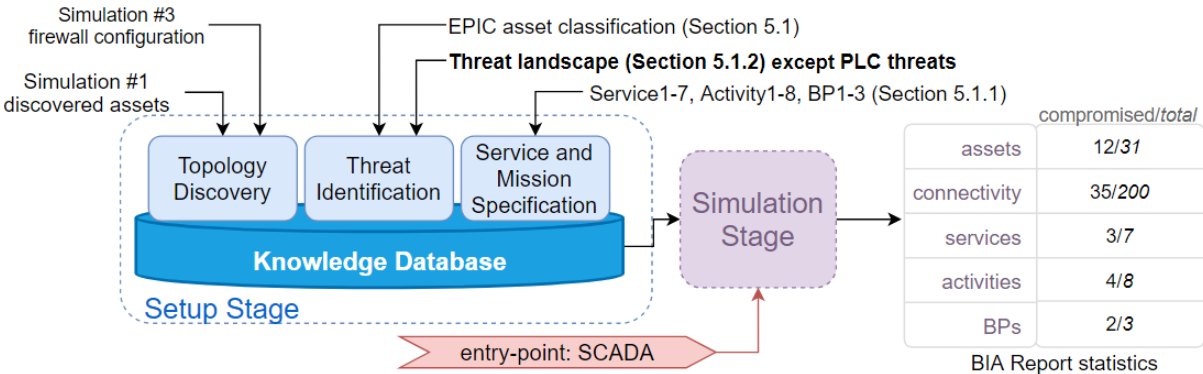 Simulation #3
firewall configuration
Simulation #1
discovered assets
EPIC asset classification (Section 5.1)
Threat landscape (Section 5.1.2) except PLC threats
Service1-7, Activity1-8, BP1-3 (Section 5.1.1)
Topology
Discovery
Threat
Identification
Service and
Mission
Specification
Knowledge Database
Setup Stage
Simulation
Stage
entry-point: SCADA
compromised/total
assets 12/31
connectivity 35/200
services 3/7
activities 4/8
BPs 2/3
BIA Report statistics